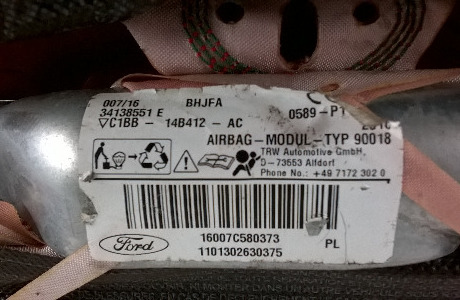 007/16 BHJFA
34138551 E 0589-P1
▽C1BB - 14B412 - AC
AIRBAG-MODUL-TYP 90018
TRW Automotive GmbH,
D-73553 Alfdorf
Phone No.: +49 7172 302 0
Ford
16007C580373 PL
1101302630375